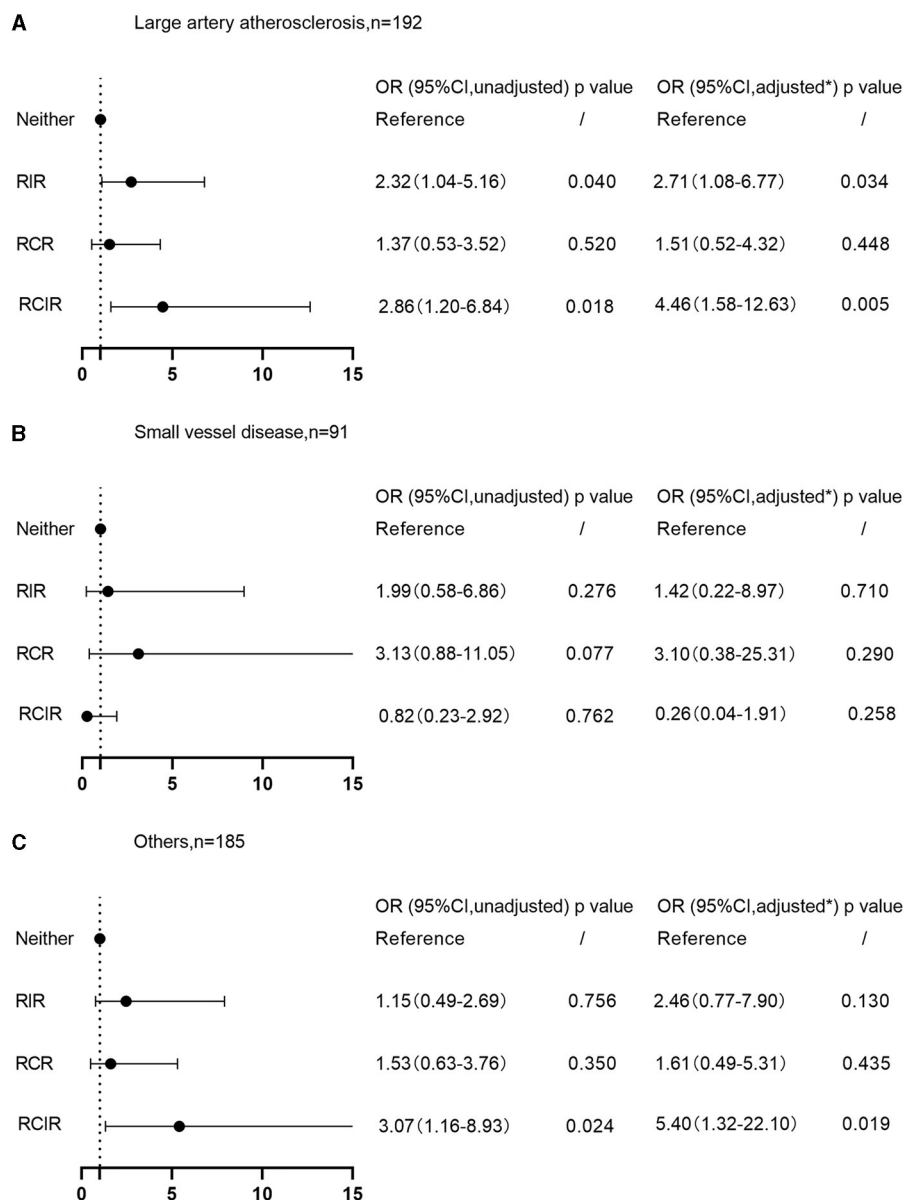 A Large artery atherosclerosis,n=192
OR (95%CI,unadjusted) p value OR (95%CI,adjusted*) p value
Neither Reference / Reference /
RIR 2.32(1.04-5.16) 0.040 2.71(1.08-6.77) 0.034
RCR 1.37(0.53-3.52) 0.520 1.51(0.52-4.32) 0.448
RCIR 2.86(1.20-6.84) 0.018 4.46(1.58-12.63) 0.005
0 5 10 15
B Small vessel disease,n=91
OR (95%CI,unadjusted) p value OR (95%CI,adjusted*) p value
Neither Reference / Reference /
RIR 1.99(0.58-6.86) 0.276 1.42(0.22-8.97) 0.710
RCR 3.13(0.88-11.05) 0.077 3.10(0.38-25.31) 0.290
RCIR 0.82(0.23-2.92) 0.762 0.26(0.04-1.91) 0.258
0 5 10 15
C Others,n=185
OR (95%CI,unadjusted) p value OR (95%CI,adjusted*) p value
Neither Reference / Reference /
RIR 1.15(0.49-2.69) 0.756 2.46(0.77-7.90) 0.130
RCR 1.53(0.63-3.76) 0.350 1.61(0.49-5.31) 0.435
RCIR 3.07(1.16-8.93) 0.024 5.40(1.32-22.10) 0.019
0 5 10 15